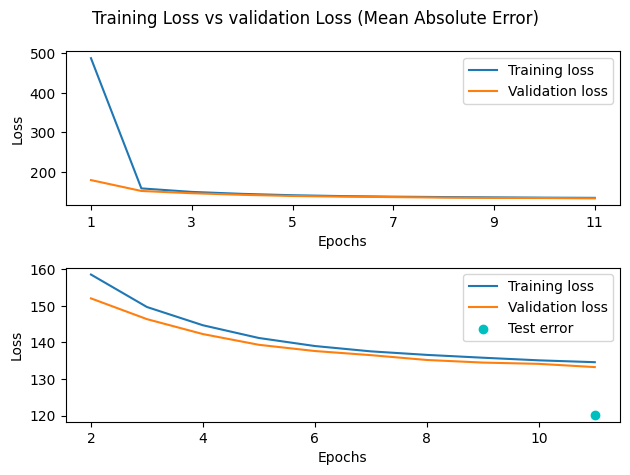 Training Loss vs validation Loss (Mean Absolute Error)
500
400
300
200
Loss
Training loss
Validation loss
1 3 5 7 9 11
Epochs
160
150
140
130
120
Loss
Training loss
Validation loss
Test error
2 4 6 8 10
Epochs